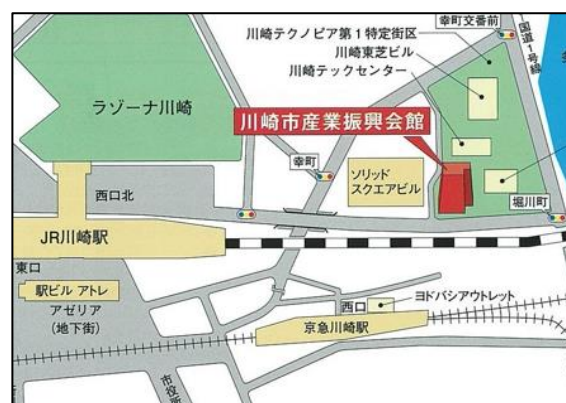 幸町交番前
川崎テクノピア第1特定街区
川崎東芝ビル
川崎テックセンター
国道1号線
ラゾーナ川崎
川崎市産業振興会館
幸町
ソリッド
スクエアビル
西口北
堀川町
JR川崎駅
東口
駅ビル アトレ
アゼリア
(地下街)
西口
ヨドバシアウトレット
京急川崎駅
市役所